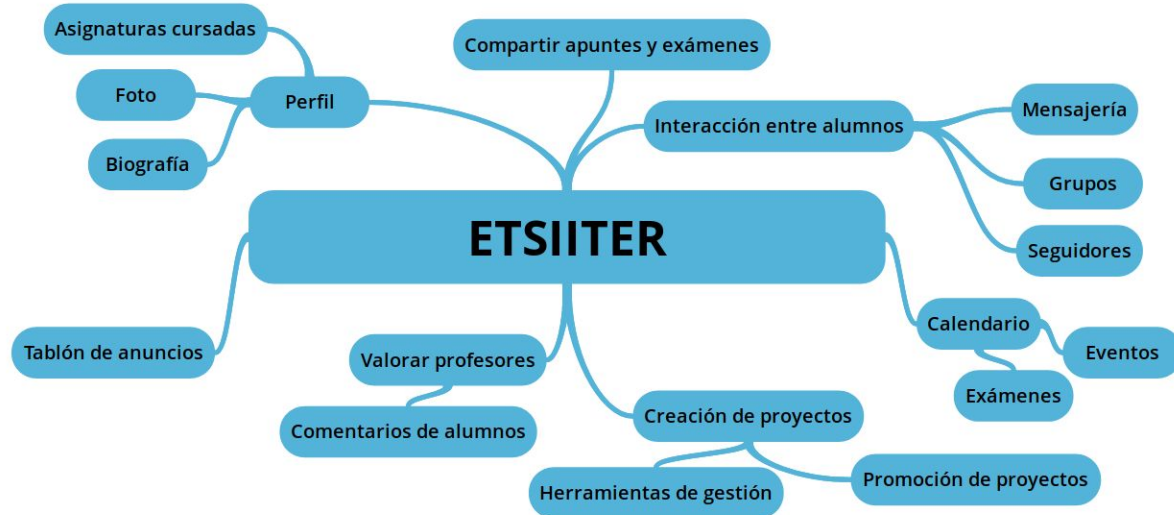 Asignaturas cursadas
Compartir apuntes y exámenes
Foto
Perfil
Interacción entre alumnos
Mensajería
Biografía
Grupos
ETSIITER
Seguidores
Calendario
Tablón de anuncios
Valorar profesores
Eventos
Exámenes
Comentarios de alumnos
Creación de proyectos
Herramientas de gestión
Promoción de proyectos